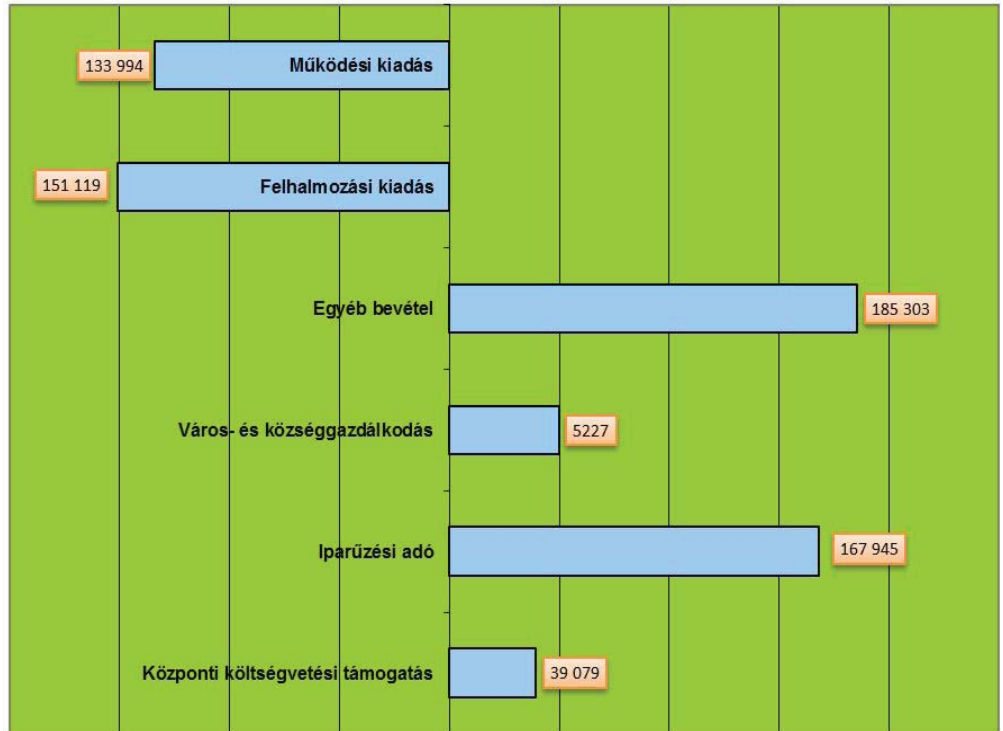 133 994 Működési kiadás
151 119 Felhalmozási kiadás
Egyéb bevétel 185 303
Város- és községgazdálkodás 5227
Iparűzési adó 167 945
Központi költségvetési támogatás 39 079